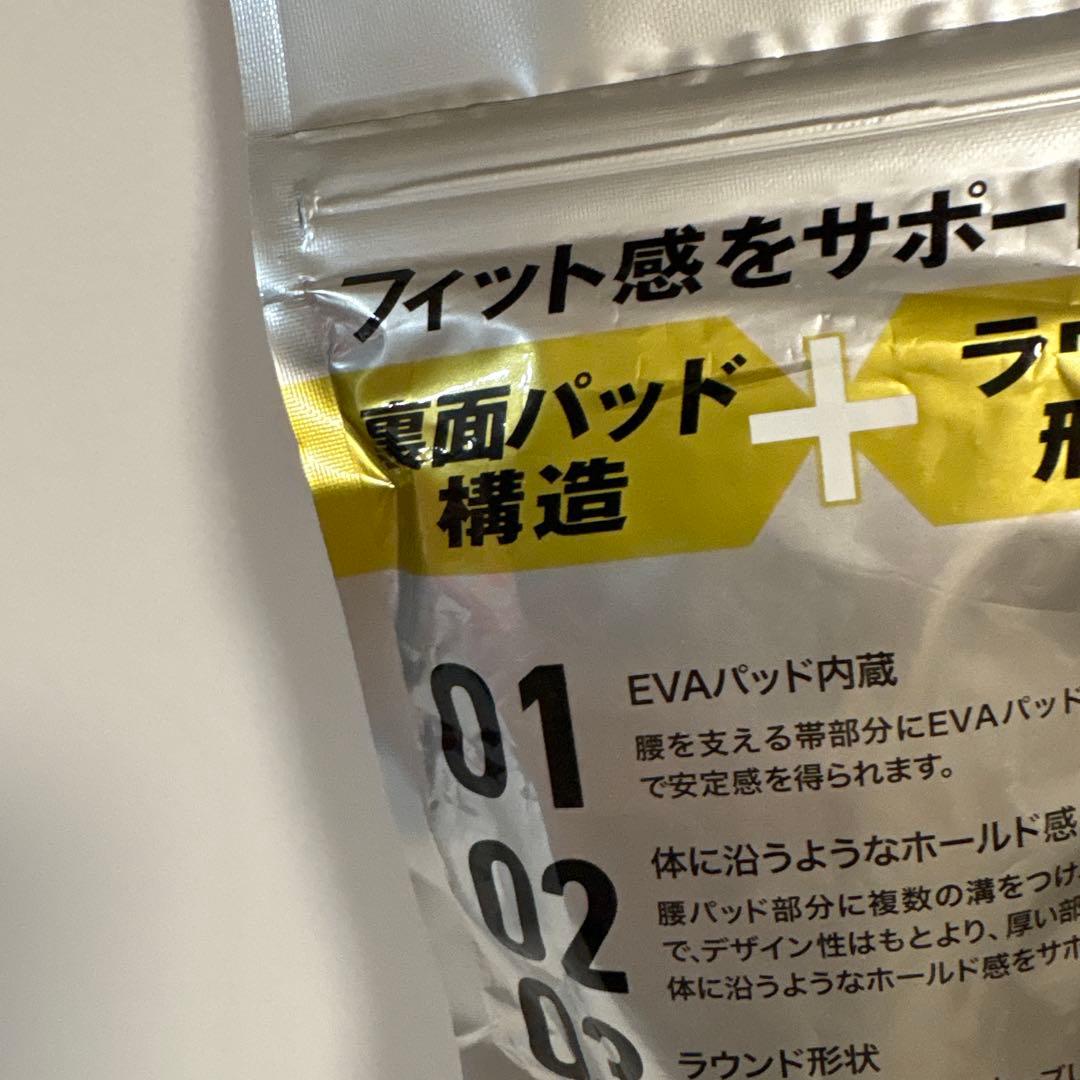 フィット感をサポー
裏面パッド
構造
ラ
01
EVAパッド内蔵
腰を支える帯部分にEVAパッド
で安定感を得られます。
02
体に沿うようなホールド感
腰パッド部分に複数の溝をつけ
で、デザイン性はもとより、厚い部
体に沿うようなホールド感をサポ
03
ラウンド形状